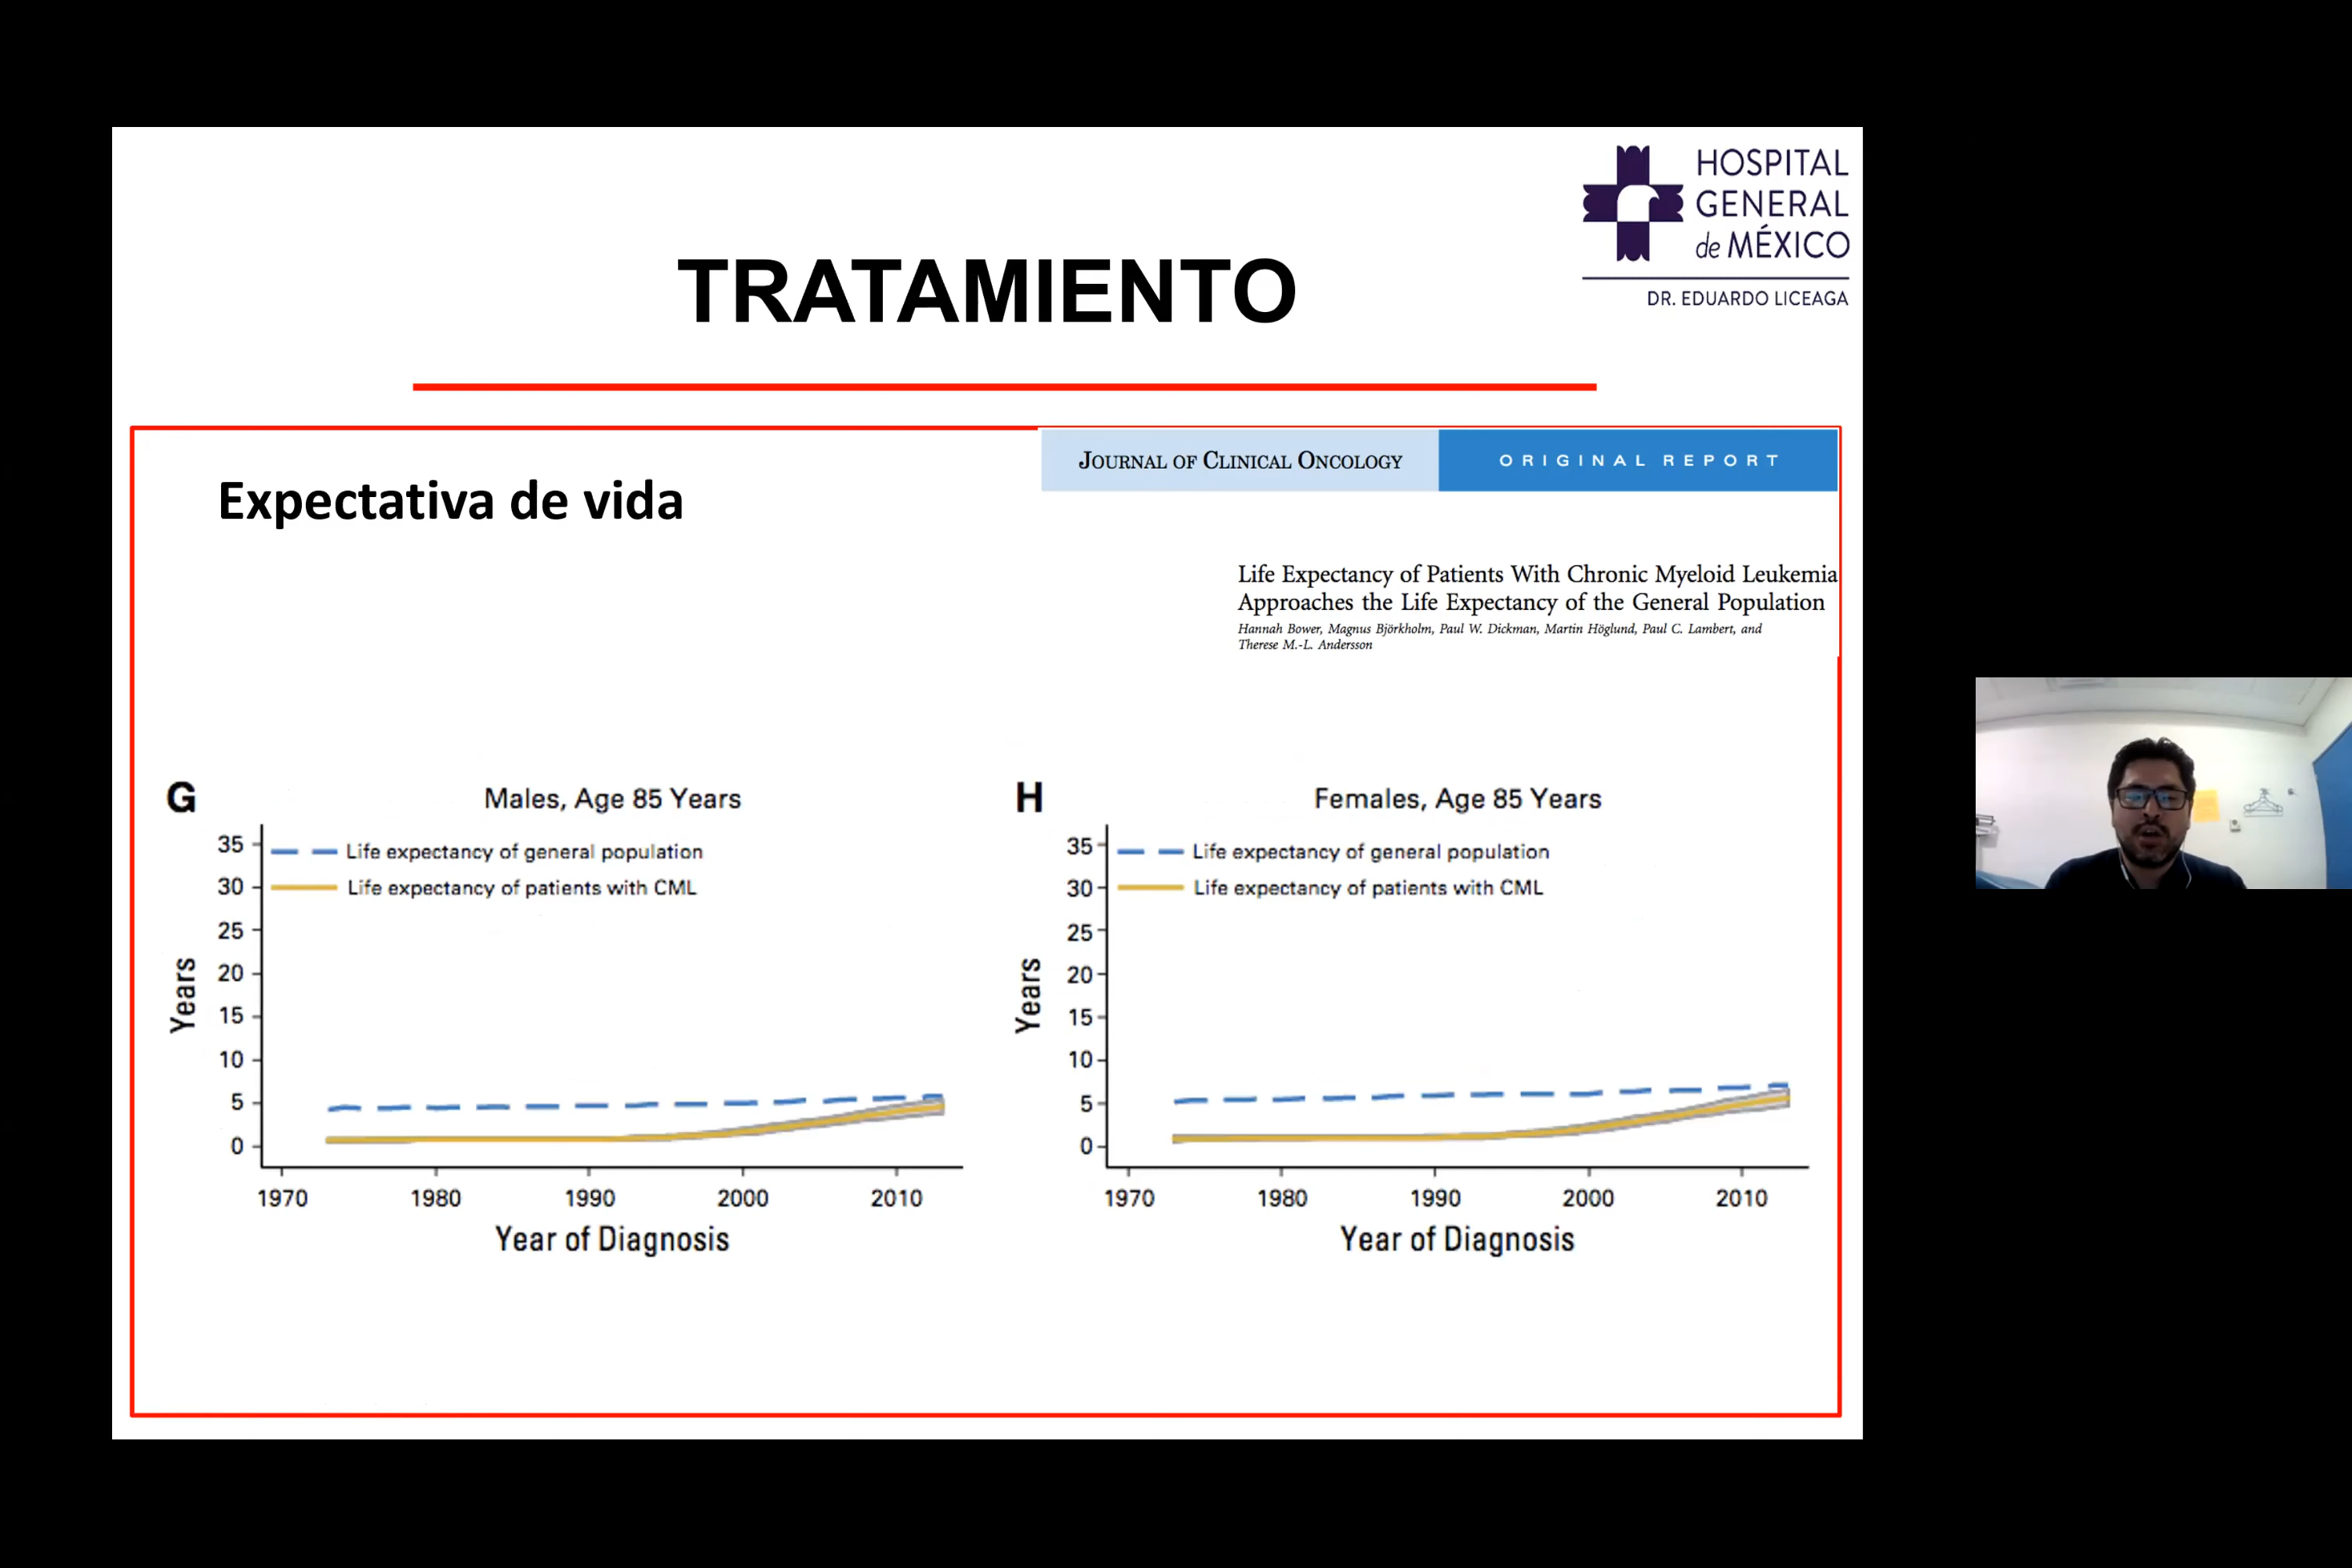 HOSPITAL
GENERAL
de MÉXICO
DR. EDUARDO LICEAGA
TRATAMIENTO
JOURNAL OF CLINICAL ONCOLOGY
ORIGINAL REPORT
Expectativa de vida
Life Expectancy of Patients With Chronic Myeloid Leukemia
Approaches the Life Expectancy of the General Population
Hannah Bower, Magnus Björkholm, Paul W. Dickman, Martin Höglund, Paul C. Lambert, and
Therese M.-L. Andersson
G
Males, Age 85 Years
Life expectancy of general population
Life expectancy of patients with CML
Years
35
30
25
20
15
10
5
0
1970 1980 1990 2000 2010
Year of Diagnosis
H
Females, Age 85 Years
Life expectancy of general population
Life expectancy of patients with CML
Years
35
30
25
20
15
10
5
0
1970 1980 1990 2000 2010
Year of Diagnosis